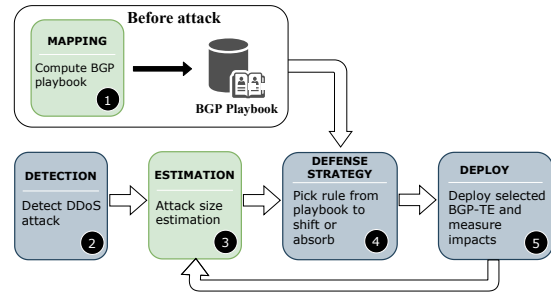 Before attack
MAPPING
Compute BGP
playbook
1
BGP Playbook
DETECTION
Detect DDoS
attack
2
ESTIMATION
Attack size
estimation
3
DEFENSE
STRATEGY
Pick rule from
playbook to
shift or
absorb
4
DEPLOY
Deploy selected
BGP-TE and
measure
impacts
5